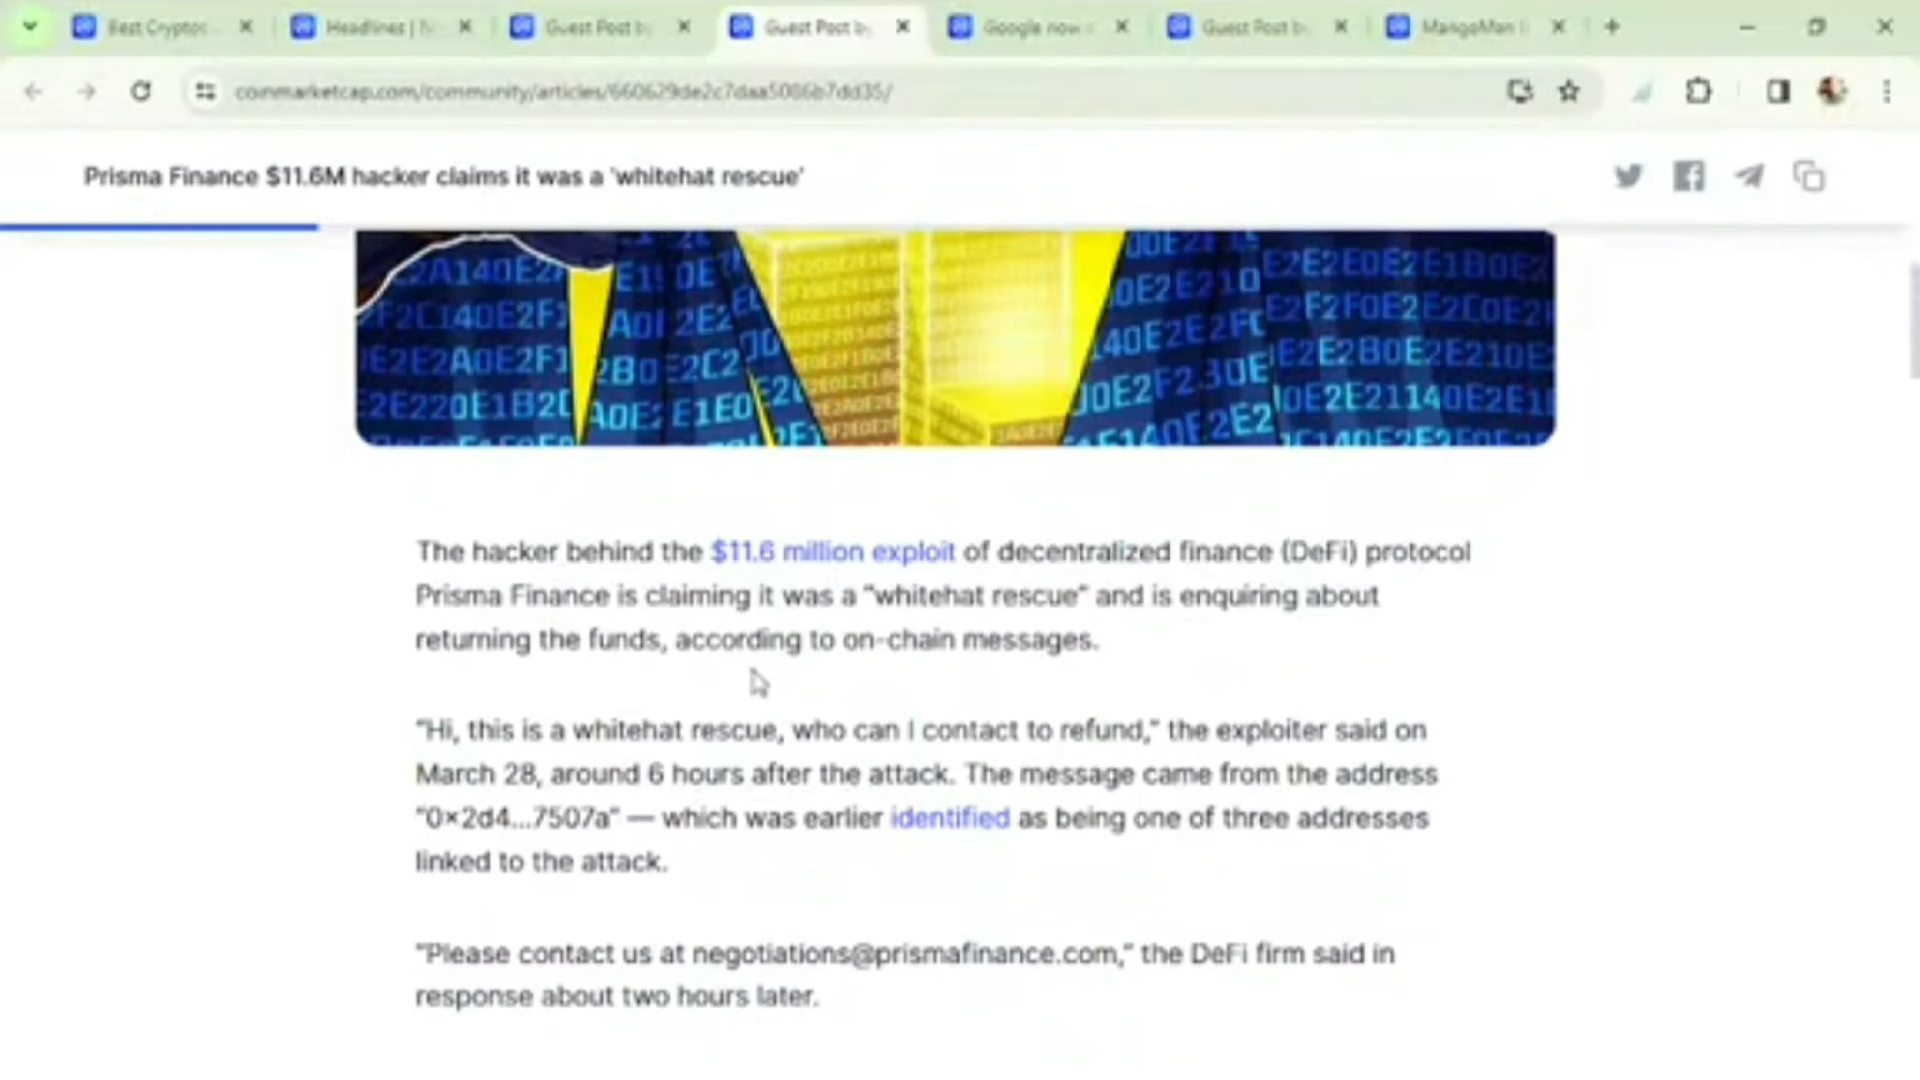 Best Cryptos
Headlines | N
Guest Post by
Guest Post by
Google now
Guest Post by
MangoMan I
coinmarketcap.com/community/articles/660629de2c7daa5086b7dd35/
Prisma Finance $11.6M hacker claims it was a 'whitehat rescue'
The hacker behind the $11.6 million exploit of decentralized finance (DeFi) protocol
Prisma Finance is claiming it was a "whitehat rescue" and is enquiring about
returning the funds, according to on-chain messages.
"Hi, this is a whitehat rescue, who can I contact to refund," the exploiter said on
March 28, around 6 hours after the attack. The message came from the address
"0×2d4...7507a" — which was earlier identified as being one of three addresses
linked to the attack.
"Please contact us at negotiations@prismafinance.com," the DeFi firm said in
response about two hours later.